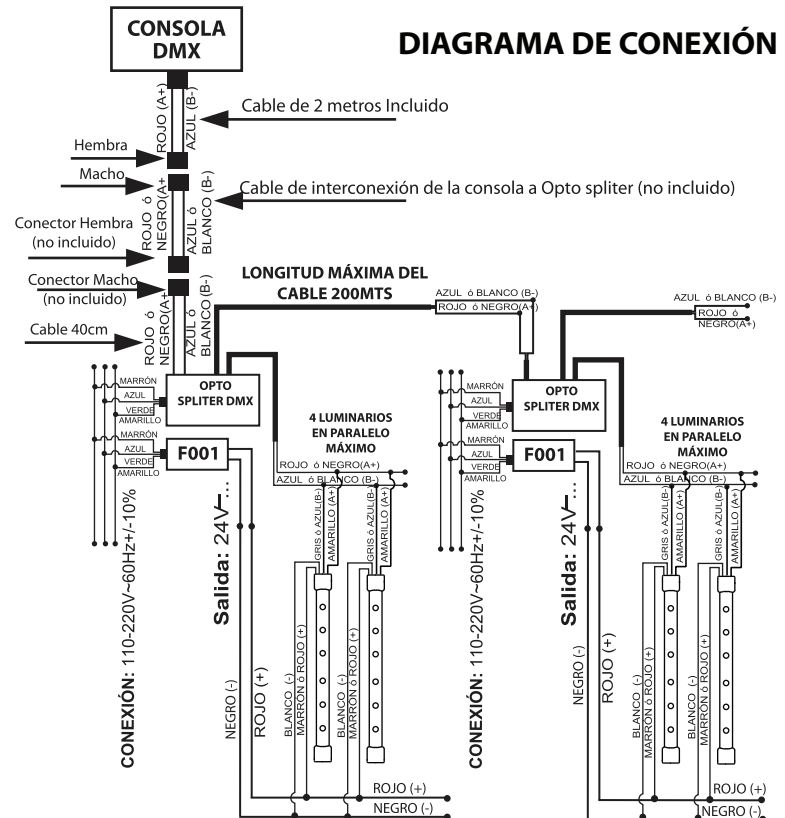 CONSOLA
DMX
DIAGRAMA DE CONEXIÓN
ROJO (A+)
AZUL (B-)
Cable de 2 metros Incluido
Hembra
Macho
ROJO ó
NEGRO(A+
AZUL ó
BLANCO (B-)
Cable de interconexión de la consola a Opto spliter (no incluido)
Conector Hembra
(no incluido)
Conector Macho
(no incluido)
Cable 40cm
ROJO ó
NEGRO(A+
AZUL ó
BLANCO (B-)
LONGITUD MÁXIMA DEL
CABLE 200MTS
AZUL ó BLANCO (B-)
ROJO ó NEGRO(A+)
AZUL ó BLANCO (B-)
ROJO ó
NEGRO(A+)
MARRÓN
AZUL
VERDE
AMARILLO
OPTO
SPLITER DMX
MARRÓN
AZUL
VERDE
AMARILLO
F001
4 LUMINARIOS
EN PARALELO
MÁXIMO
ROJO ó NEGRO(A+)
AZUL ó BLANCO (B-)
CONEXIÓN: 110-220V~60Hz+/-10%
Salida: 24V
NEGRO (-)
ROJO (+)
GRIS ó AZUL(B-)
AMARILLO (A+)
GRIS ó AZUL(B-)
AMARILLO (A+)
BLANCO (-)
MARRÓN ó ROJO (+)
BLANCO (-)
MARRÓN ó ROJO (+)
ROJO (+)
NEGRO (-)
MARRÓN
AZUL
VERDE
AMARILLO
OPTO
SPLITER DMX
MARRÓN
AZUL
VERDE
AMARILLO
F001
4 LUMINARIOS
EN PARALELO
MÁXIMO
ROJO ó NEGRO(A+)
AZUL ó BLANCO (B-)
CONEXIÓN: 110-220V~60Hz+/-10%
Salida: 24V
NEGRO (-)
ROJO (+)
GRIS ó AZUL(B-)
AMARILLO (A+)
GRIS ó AZUL(B-)
AMARILLO (A+)
BLANCO (-)
MARRÓN ó ROJO (+)
BLANCO (-)
MARRÓN ó ROJO (+)
ROJO (+)
NEGRO (-)